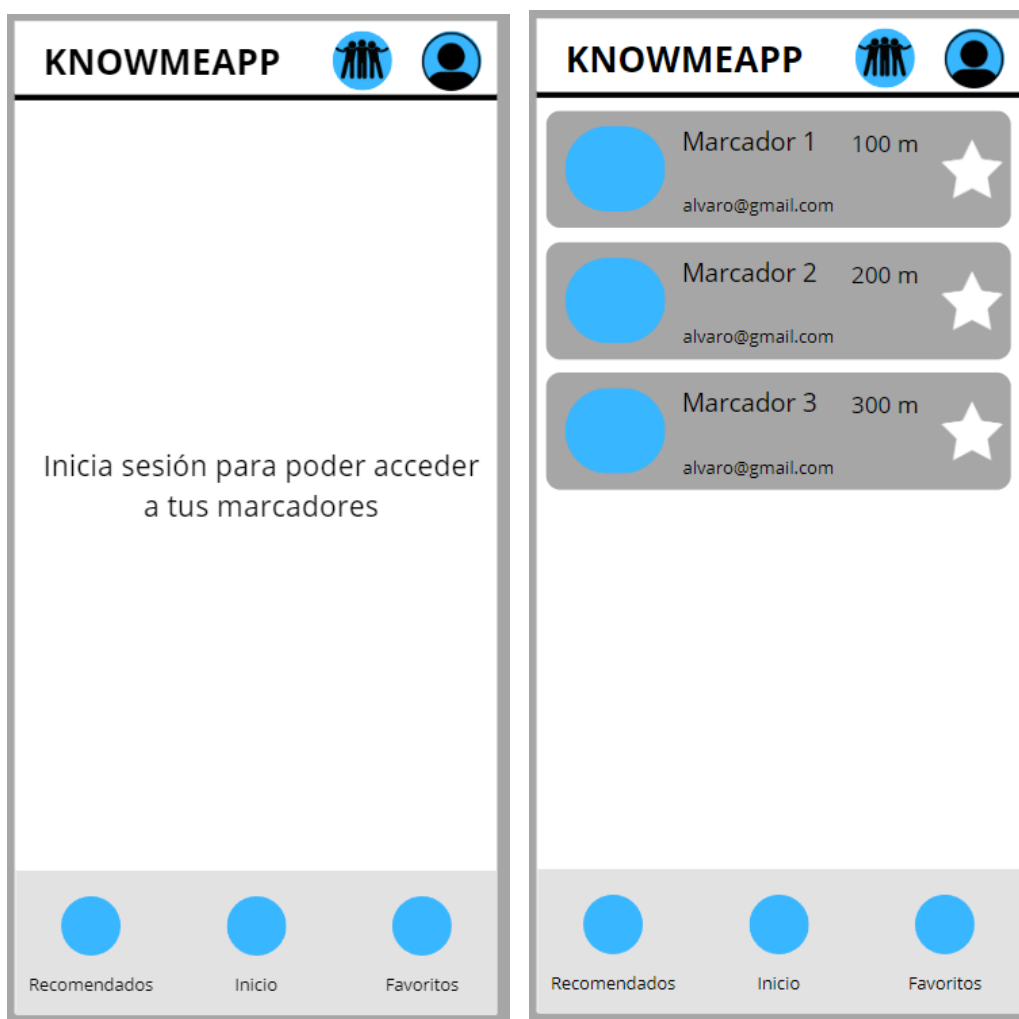 KNOWMEAPP
Inicia sesión para poder acceder
a tus marcadores
Recomendados
Inicio
Favoritos
KNOWMEAPP
Marcador 1
100 m
alvaro@gmail.com
Marcador 2
200 m
alvaro@gmail.com
Marcador 3
300 m
alvaro@gmail.com
Recomendados
Inicio
Favoritos